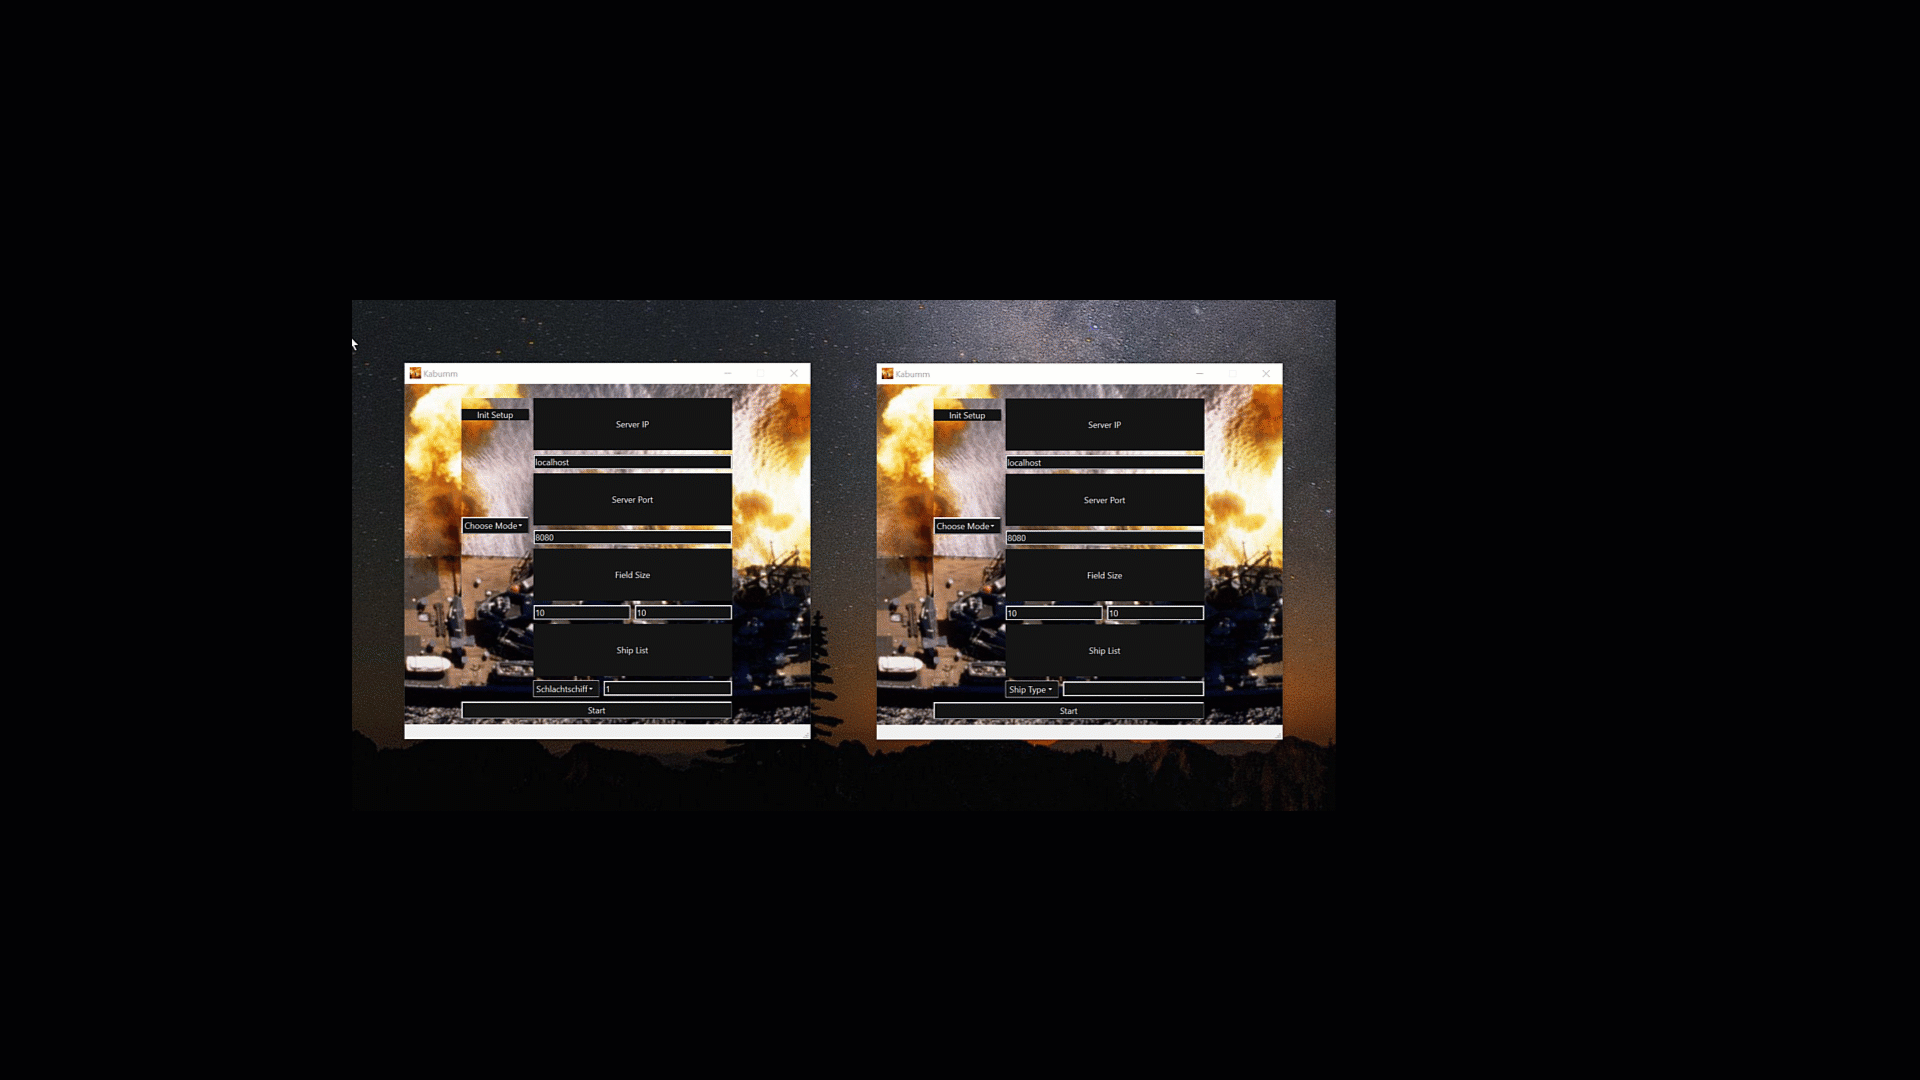 Kabumm
Init Setup
Server IP
localhost
Server Port
Choose Mode
8080
Field Size
10 10
Ship List
Schlachtschiff 1
Start
Kabumm
Init Setup
Server IP
localhost
Server Port
Choose Mode
8080
Field Size
10 10
Ship List
Ship Type
Start